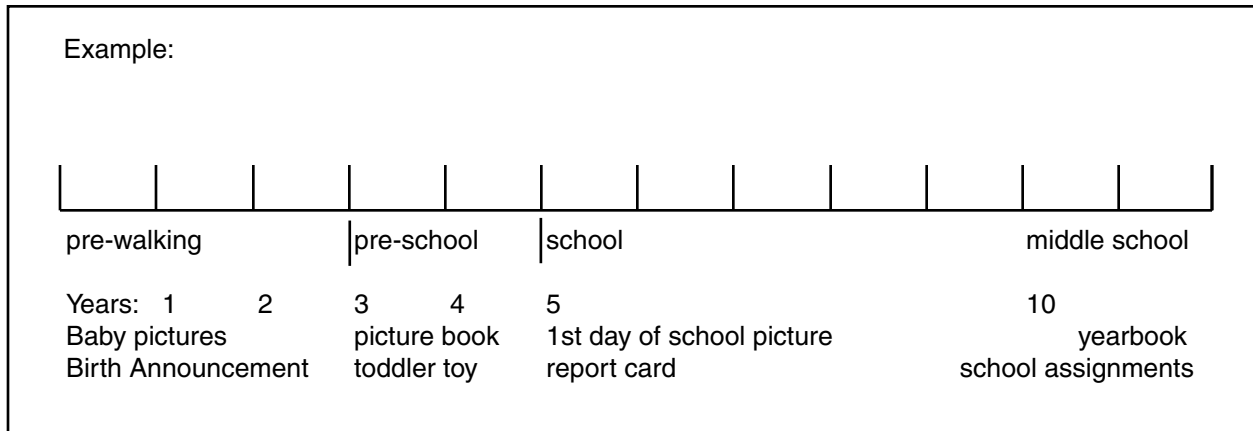 Example:
pre-walking pre-school school middle school
Years: 1 2 3 4 5 10
Baby pictures picture book 1st day of school picture yearbook
Birth Announcement toddler toy report card school assignments